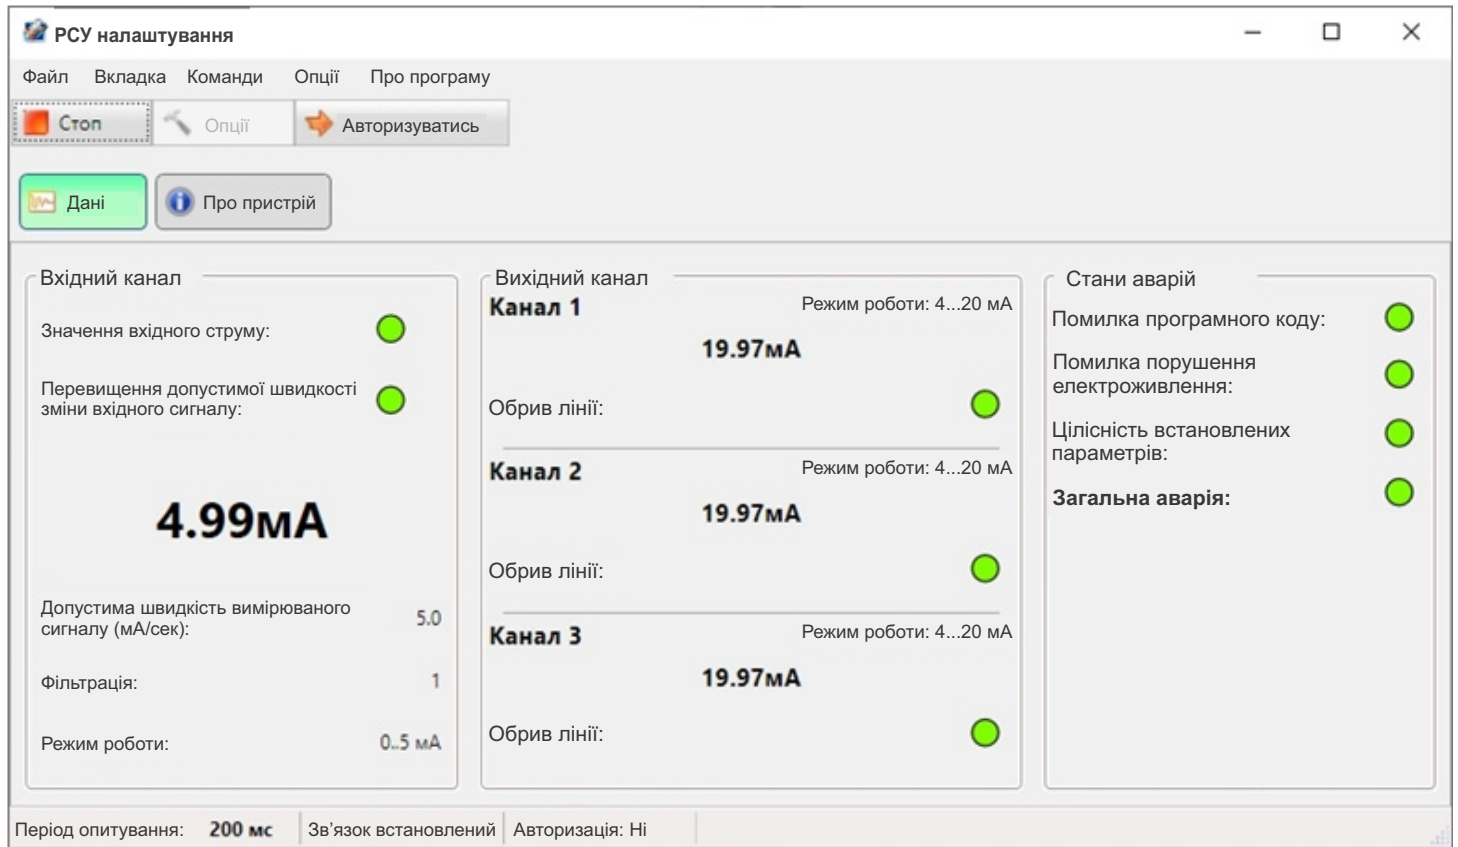 РСУ налаштування
Файл Вкладка Команди Опції Про програму
Стоп Опції Авторизуватись
Дані Про пристрій
Вхідний канал
Значення вхідного струму:
Перевищення допустимої швидкості
зміни вхідного сигналу:
4.99мА
Допустима швидкість вимірюваного
сигналу (мА/сек): 5.0
Фільтрація: 1
Режим роботи: 0..5 мА
Вихідний канал
Канал 1 Режим роботи: 4...20 мА
19.97мА
Обрив лінії:
Канал 2 Режим роботи: 4...20 мА
19.97мА
Обрив лінії:
Канал 3 Режим роботи: 4...20 мА
19.97мА
Обрив лінії:
Стани аварій
Помилка програмного коду:
Помилка порушення
електроживлення:
Цілісність встановлених
параметрів:
Загальна аварія:
Період опитування: 200 мс Зв’язок встановлений Авторизація: Ні